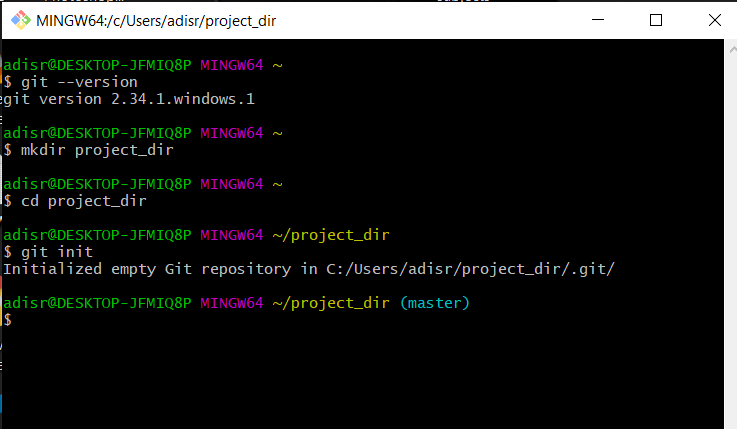 MINGW64:/c/Users/adisr/project_dir
adisr@DESKTOP-JFMIQ8P MINGW64 ~
$ git --version
git version 2.34.1.windows.1
adisr@DESKTOP-JFMIQ8P MINGW64 ~
$ mkdir project_dir
adisr@DESKTOP-JFMIQ8P MINGW64 ~
$ cd project_dir
adisr@DESKTOP-JFMIQ8P MINGW64 ~/project_dir
$ git init
Initialized empty Git repository in C:/Users/adisr/project_dir/.git/
adisr@DESKTOP-JFMIQ8P MINGW64 ~/project_dir (master)
$